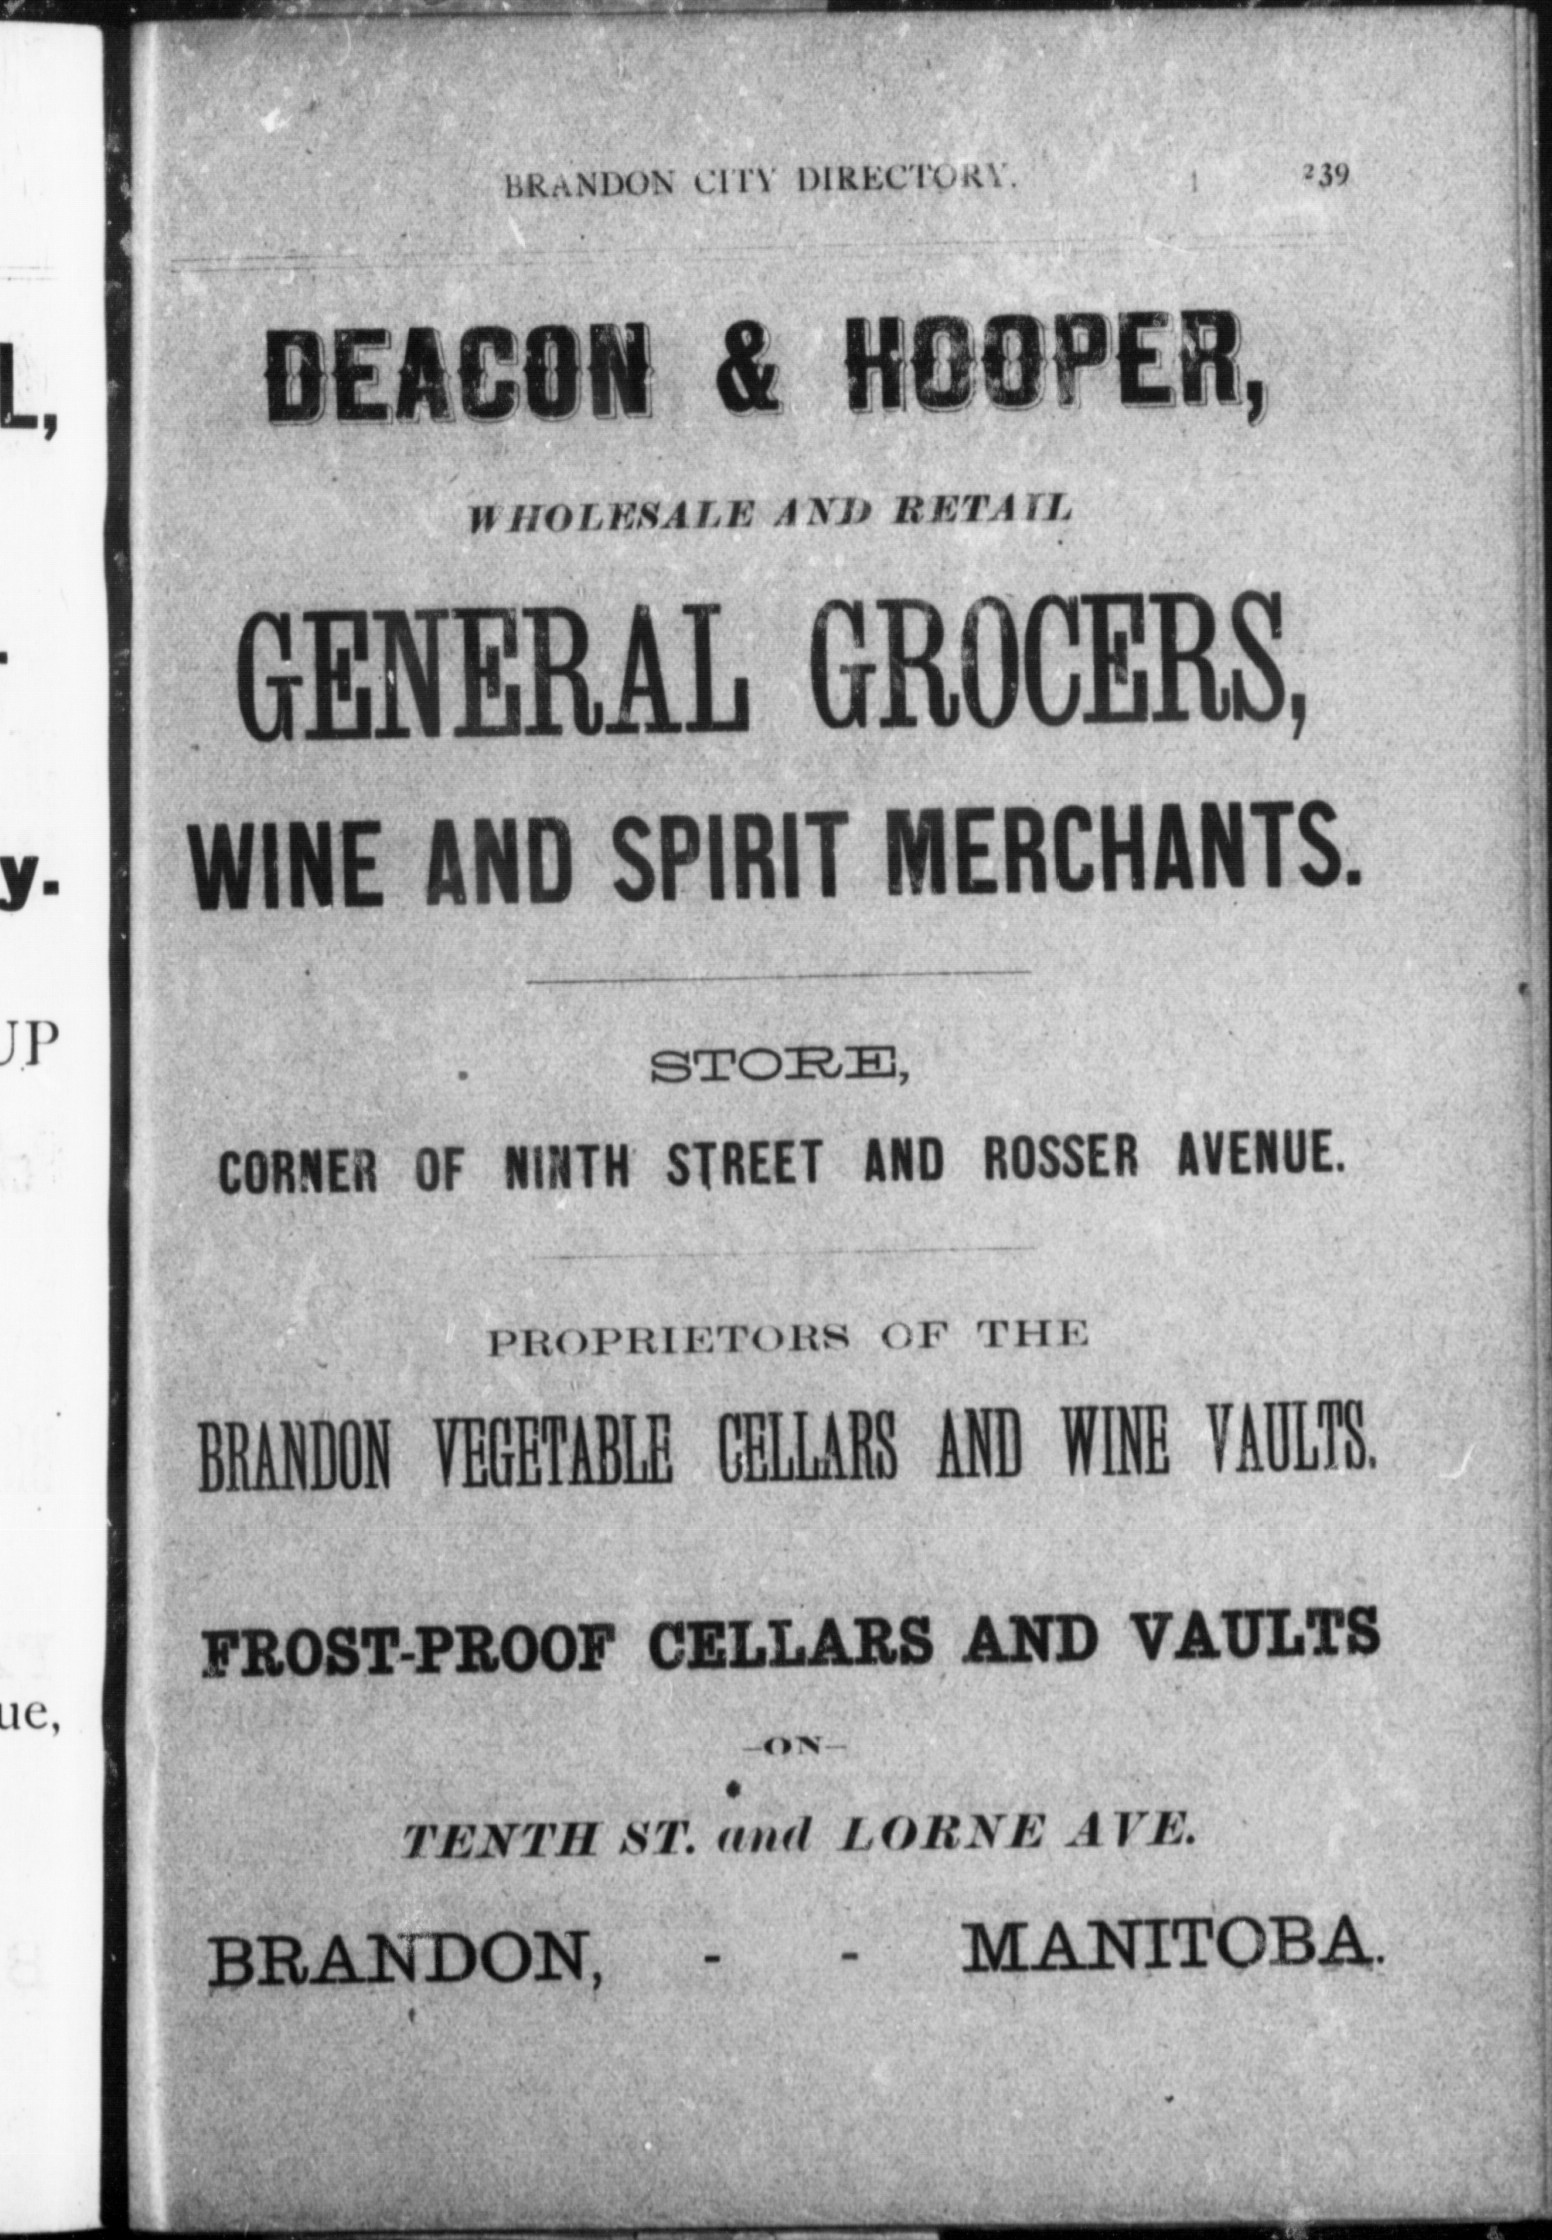 BRANDON CITY DIRECTORY. 239
DEACON & HOOPER,
WHOLESALE AND RETAIL
GENERAL GROCERS,
WINE AND SPIRIT MERCHANTS.
STORE,
CORNER OF NINTH STREET AND ROSSER AVENUE.
PROPRIETORS OF THE
BRANDON VEGETABLE CELLARS AND WINE VAULTS.
FROST-PROOF CELLARS AND VAULTS
-ON-
TENTH ST. and LORNE AVE.
BRANDON, - - MANITOBA.
L,
y.
UP
ue,